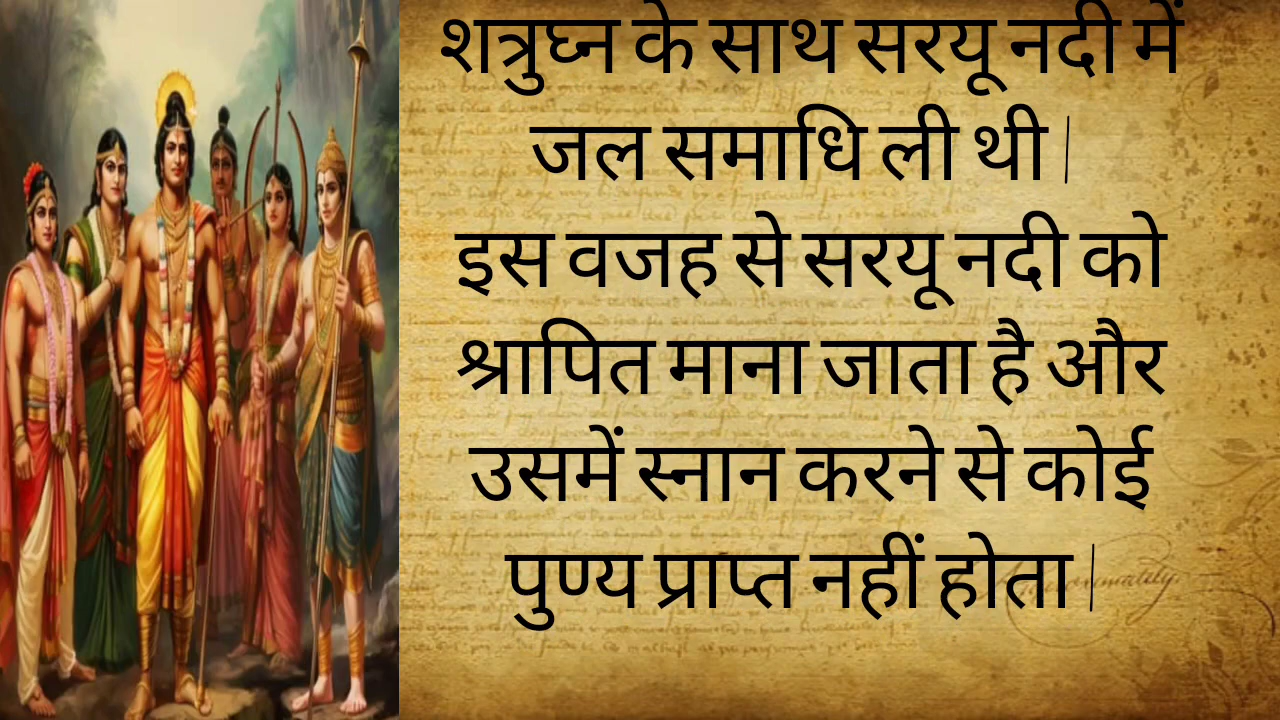 शत्रुघ्न के साथ सरयू नदी में
जल समाधि ली थी|
इस वजह से सरयू नदी को
श्रापित माना जाता है और
उसमें स्नान करने से कोई
पुण्य प्राप्त नहीं होता|